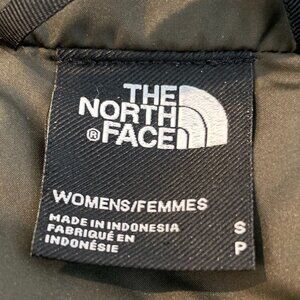 THE
NORTH
® FACE
WOMENS/FEMMES
MADE IN INDONESIA
FABRIQUÉ EN
INDONÉSIE
S
P